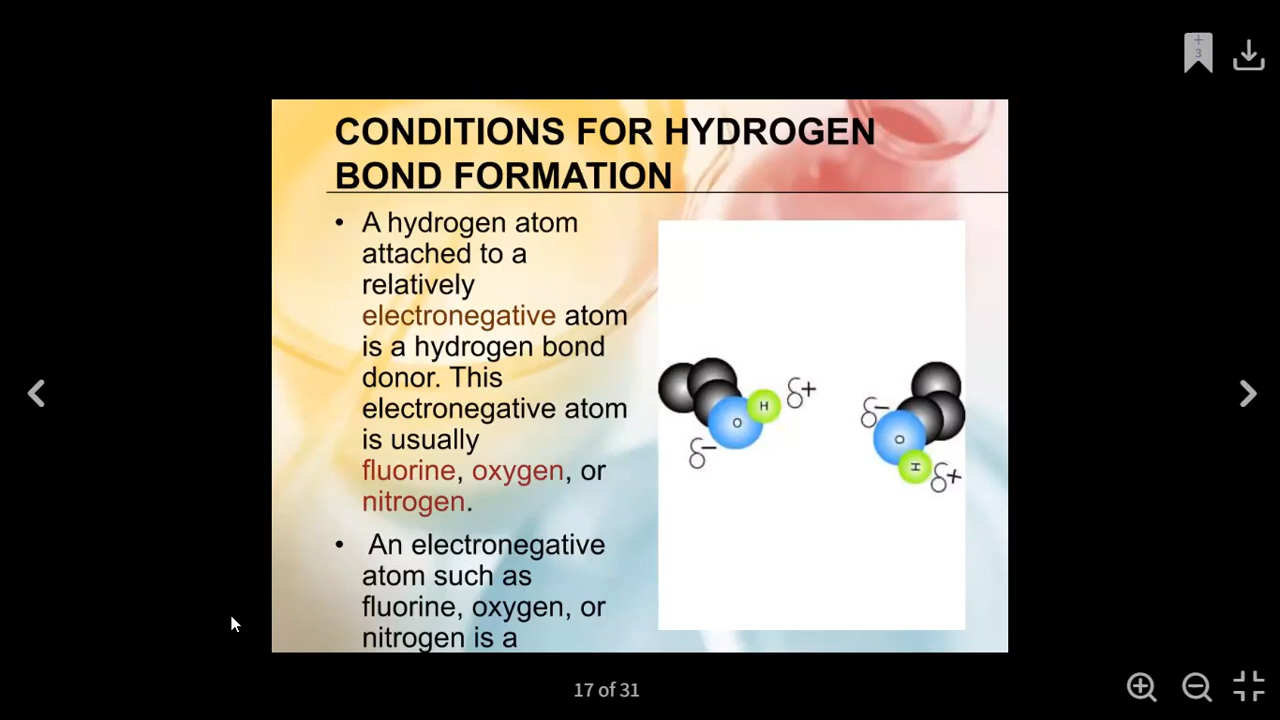 +
3
CONDITIONS FOR HYDROGEN
BOND FORMATION
• A hydrogen atom
attached to a
relatively
electronegative atom
is a hydrogen bond
donor. This
electronegative atom
is usually
fluorine, oxygen, or
nitrogen.
• An electronegative
atom such as
fluorine, oxygen, or
nitrogen is a
H δ+
O
δ-
δ-
O
H δ+
17 of 31